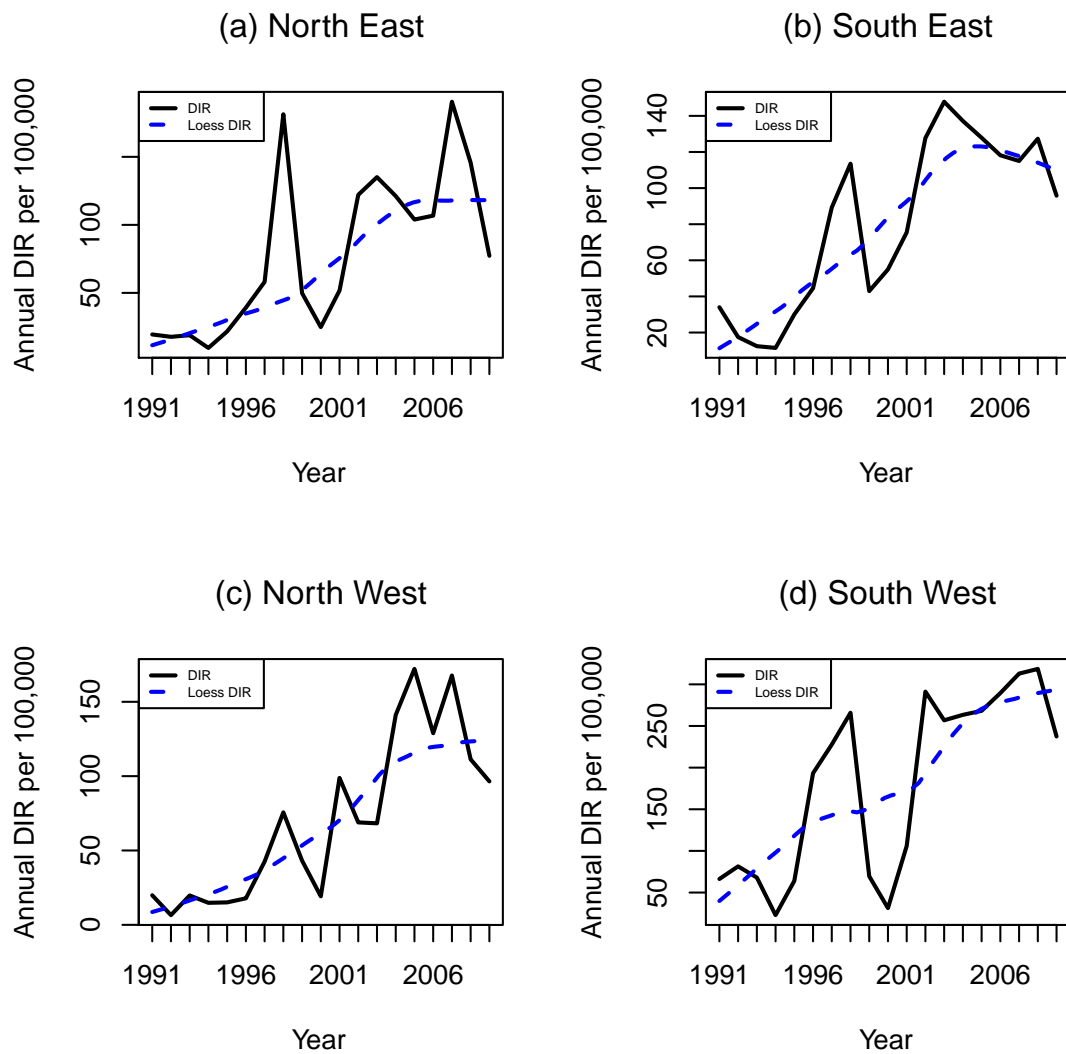 (a) North East
Annual DIR per 100,000
50
100
DIR
Loess DIR
1991
1996
2001
2006
Year
(b) South East
Annual DIR per 100,000
20
60
100
140
DIR
Loess DIR
1991
1996
2001
2006
Year
(c) North West
Annual DIR per 100,000
0
50
100
150
DIR
Loess DIR
1991
1996
2001
2006
Year
(d) South West
Annual DIR per 100,000
50
150
250
DIR
Loess DIR
1991
1996
2001
2006
Year